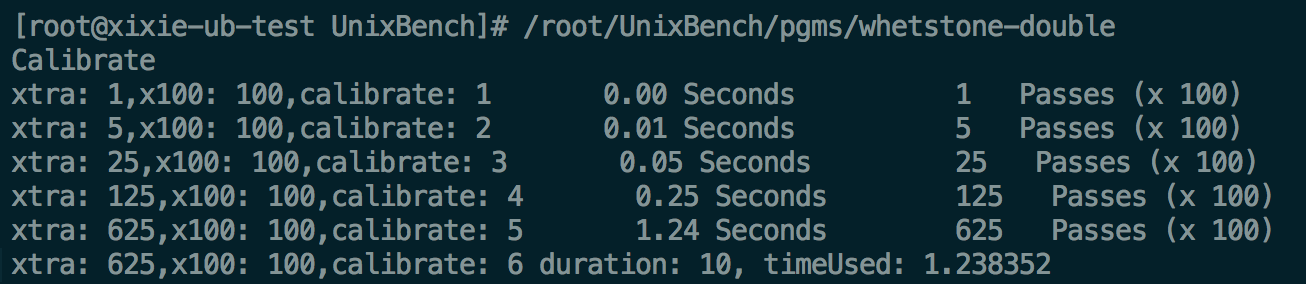 [root@xixie-ub-test UnixBench]# /root/UnixBench/pgms/whetstone-double
Calibrate
xtra: 1,x100: 100,calibrate: 1       0.00 Seconds          1   Passes (x 100)
xtra: 5,x100: 100,calibrate: 2       0.01 Seconds          5   Passes (x 100)
xtra: 25,x100: 100,calibrate: 3       0.05 Seconds          25   Passes (x 100)
xtra: 125,x100: 100,calibrate: 4       0.25 Seconds        125   Passes (x 100)
xtra: 625,x100: 100,calibrate: 5       1.24 Seconds        625   Passes (x 100)
xtra: 625,x100: 100,calibrate: 6 duration: 10, timeUsed: 1.238352